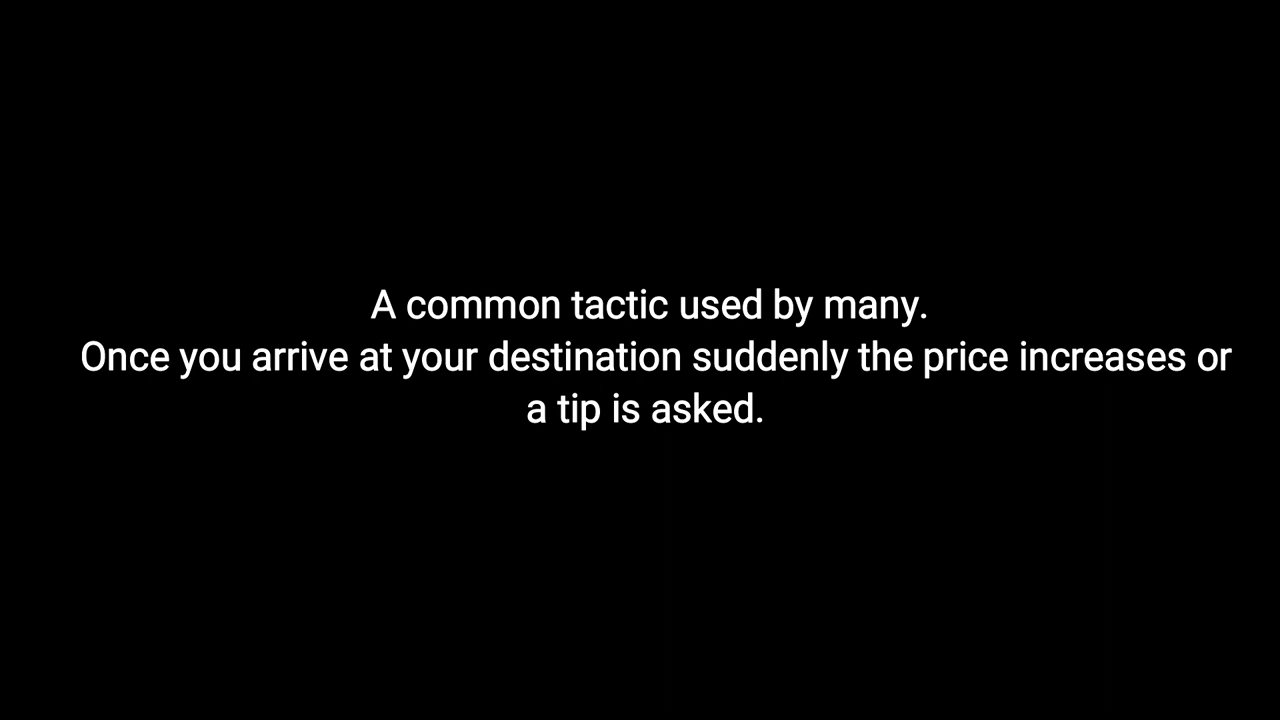 A common tactic used by many.
Once you arrive at your destination suddenly the price increases or
a tip is asked.